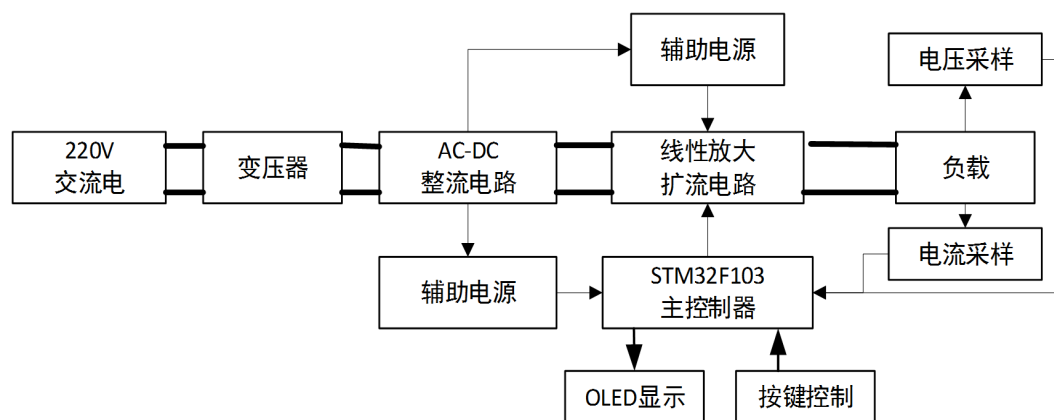 辅助电源
电压采样
220V
交流电
变压器
AC-DC
整流电路
线性放大
扩流电路
负载
电流采样
辅助电源
STM32F103
主控制器
OLED显示
按键控制